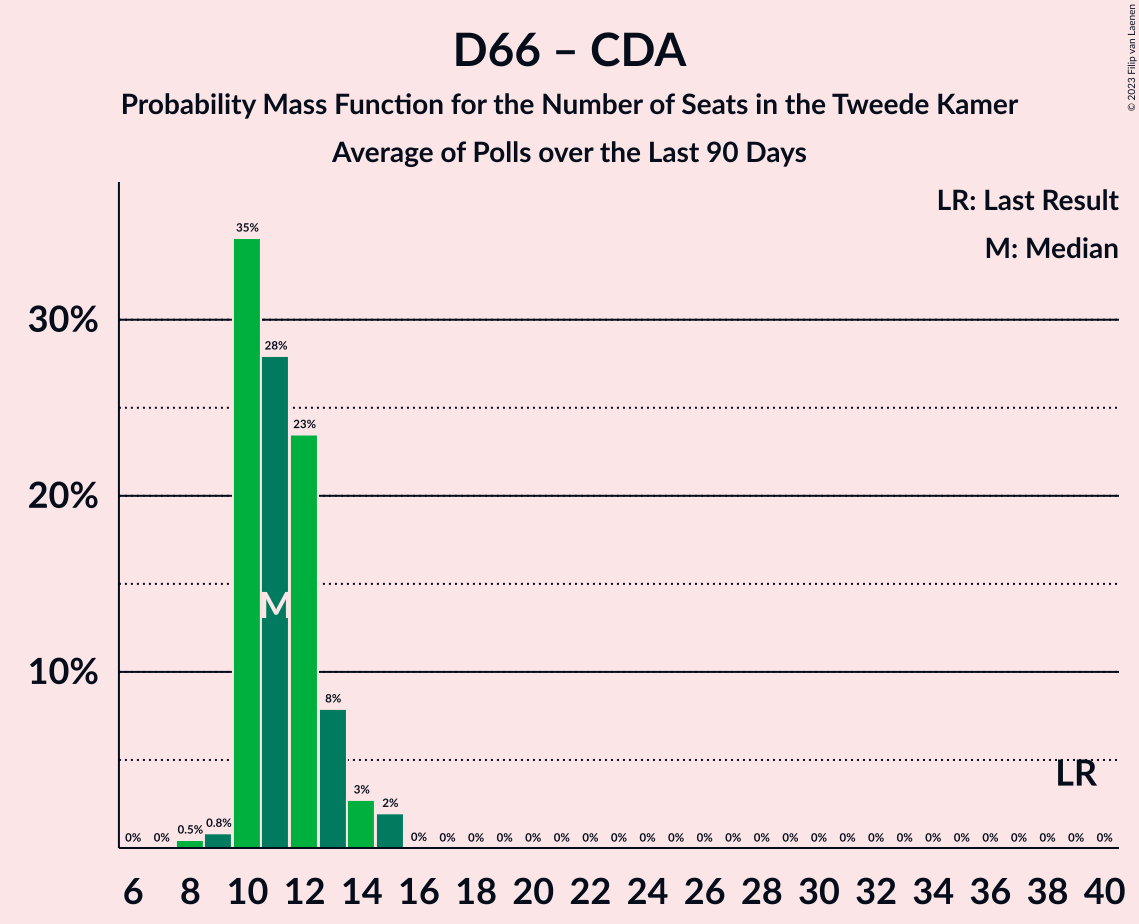 D66 – CDA
Probability Mass Function for the Number of Seats in the Tweede Kamer
Average of Polls over the Last 90 Days
© 2023 Filip van Laenen
LR: Last Result
M: Median
35%
30%
28%
23%
20%
M
10%
8%
LR
3%
2%
0% 0% 0.5% 0.8% 0% 0% 0% 0% 0% 0% 0% 0% 0% 0% 0% 0% 0% 0% 0% 0% 0% 0% 0% 0% 0% 0% 0% 0% 0%
6 8 10 12 14 16 18 20 22 24 26 28 30 32 34 36 38 40